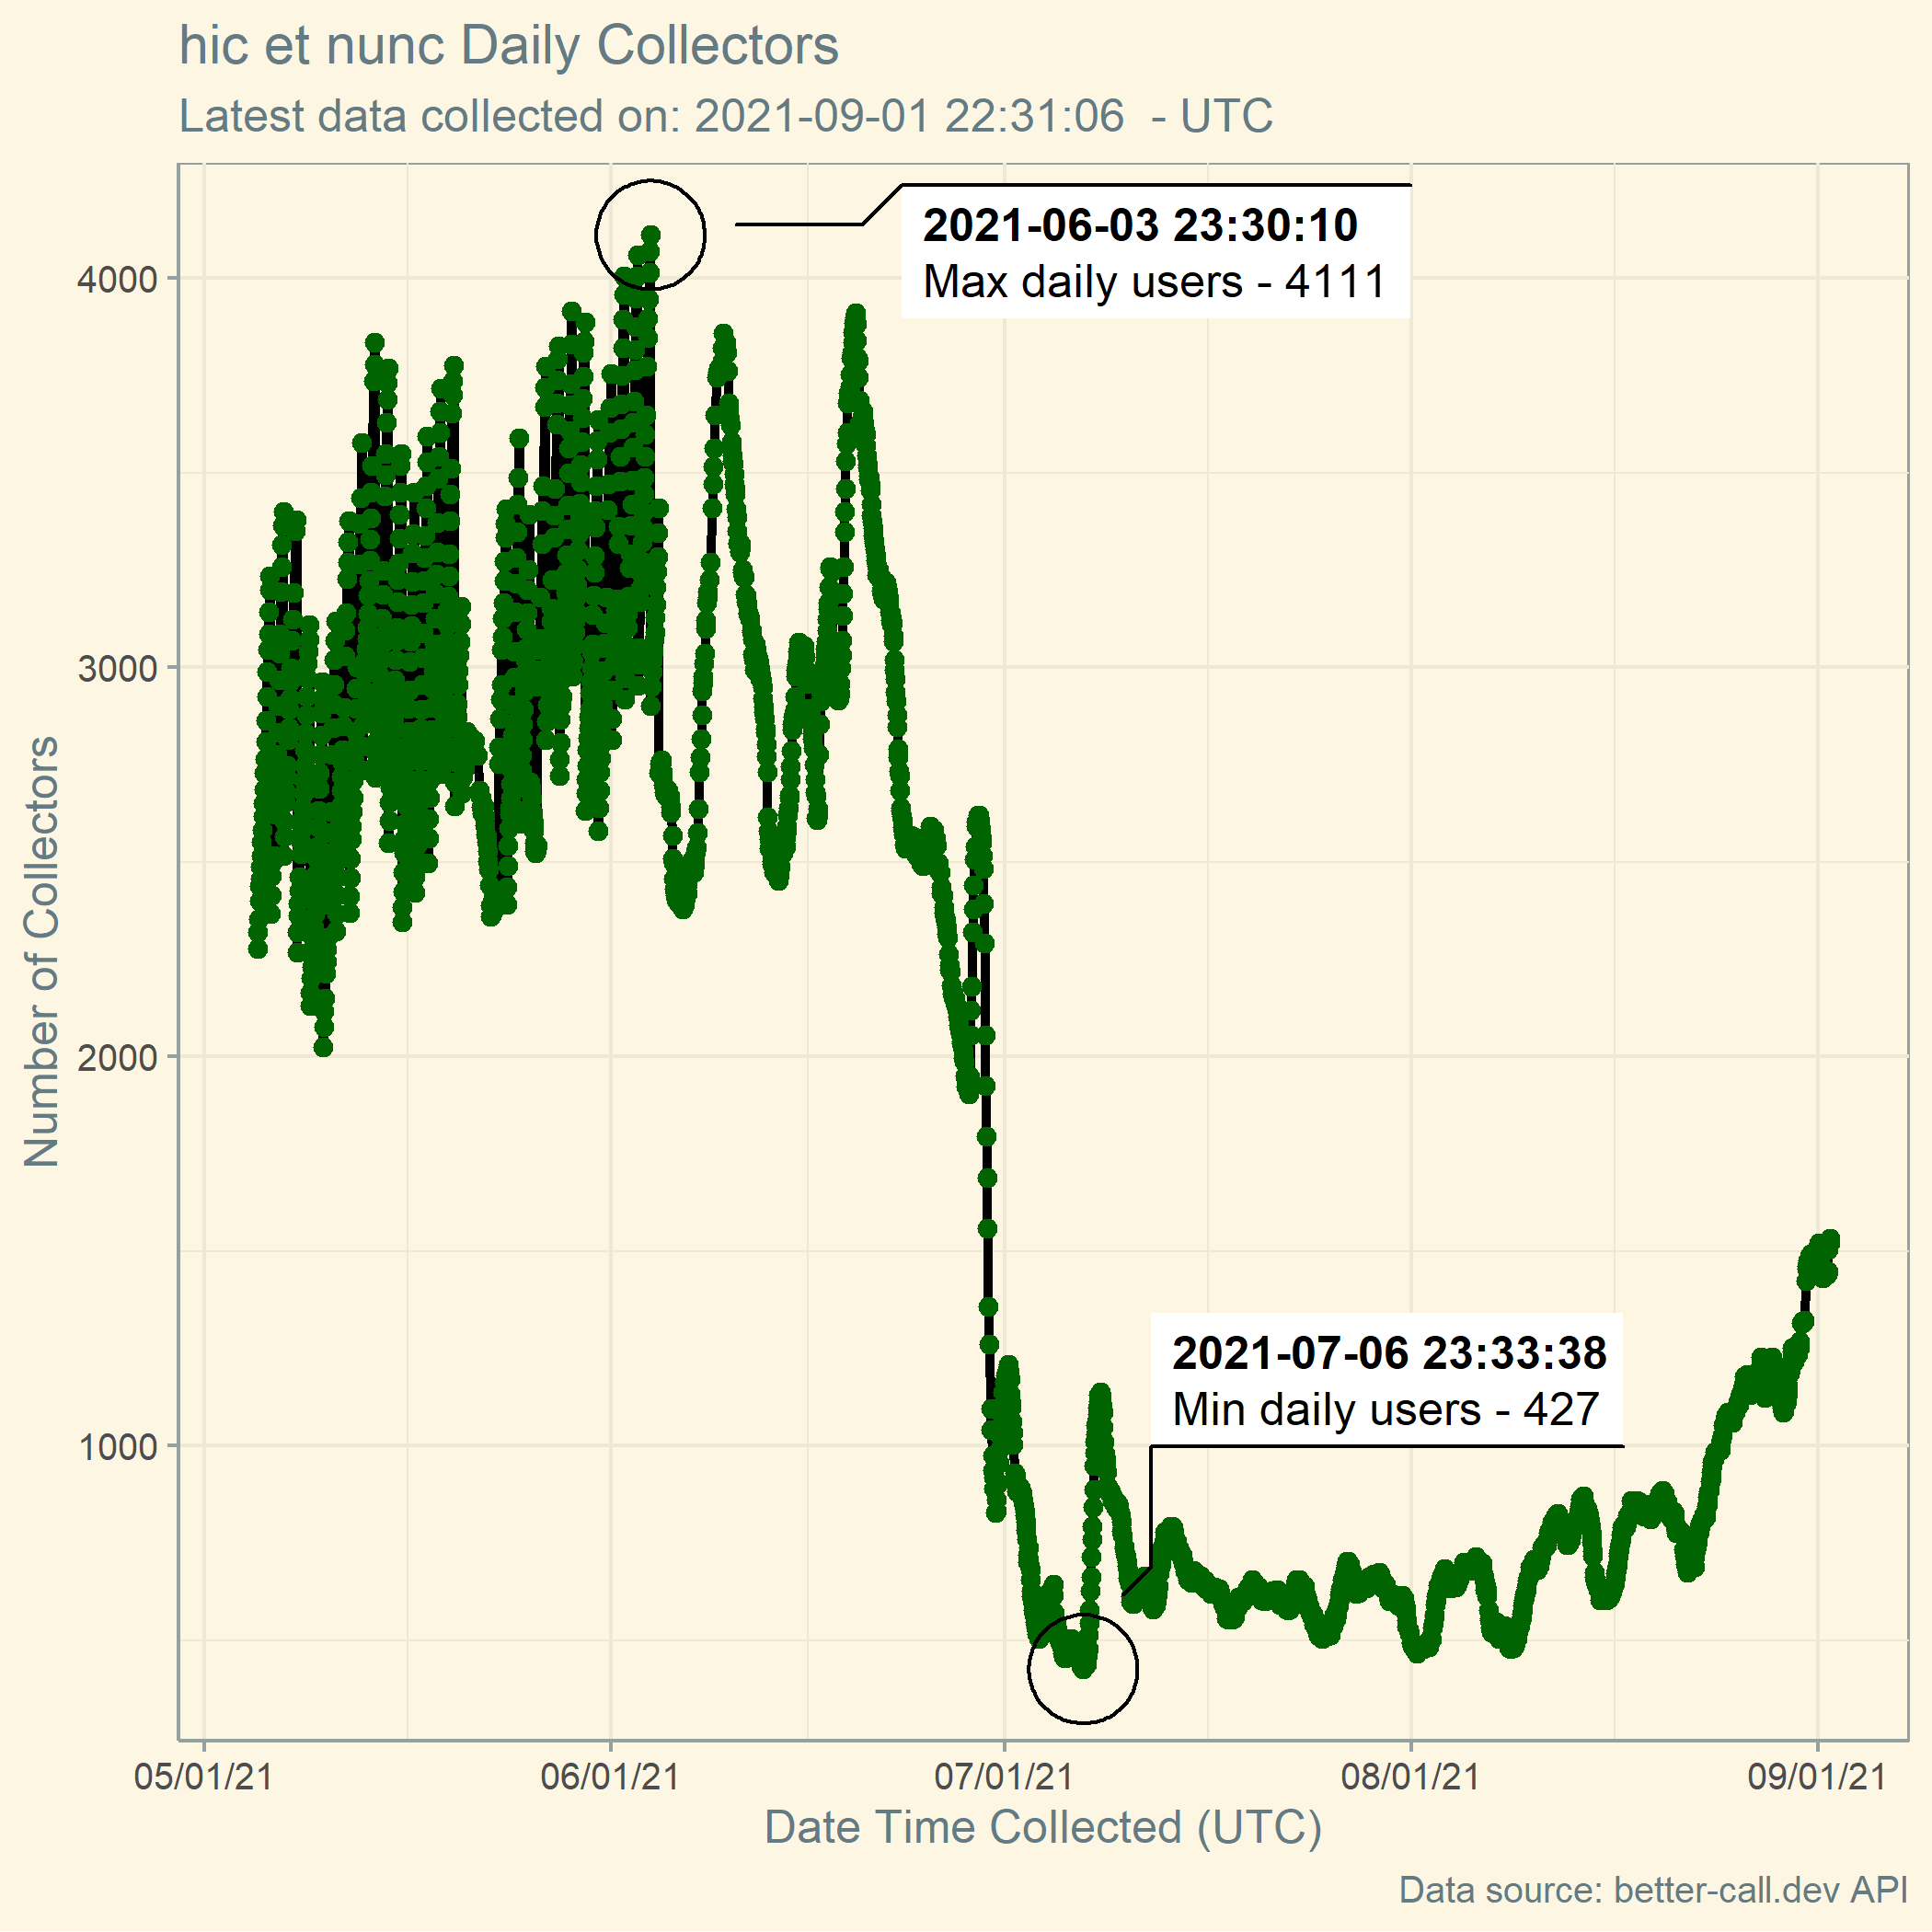 hic et nunc Daily Collectors
Latest data collected on: 2021-09-01 22:31:06  - UTC
2021-06-03 23:30:10
Max daily users - 4111
4000
3000
2000
1000
Number of Collectors
2021-07-06 23:33:38
Min daily users - 427
05/01/21 06/01/21 07/01/21 08/01/21 09/01/21
Date Time Collected (UTC)
Data source: better-call.dev API